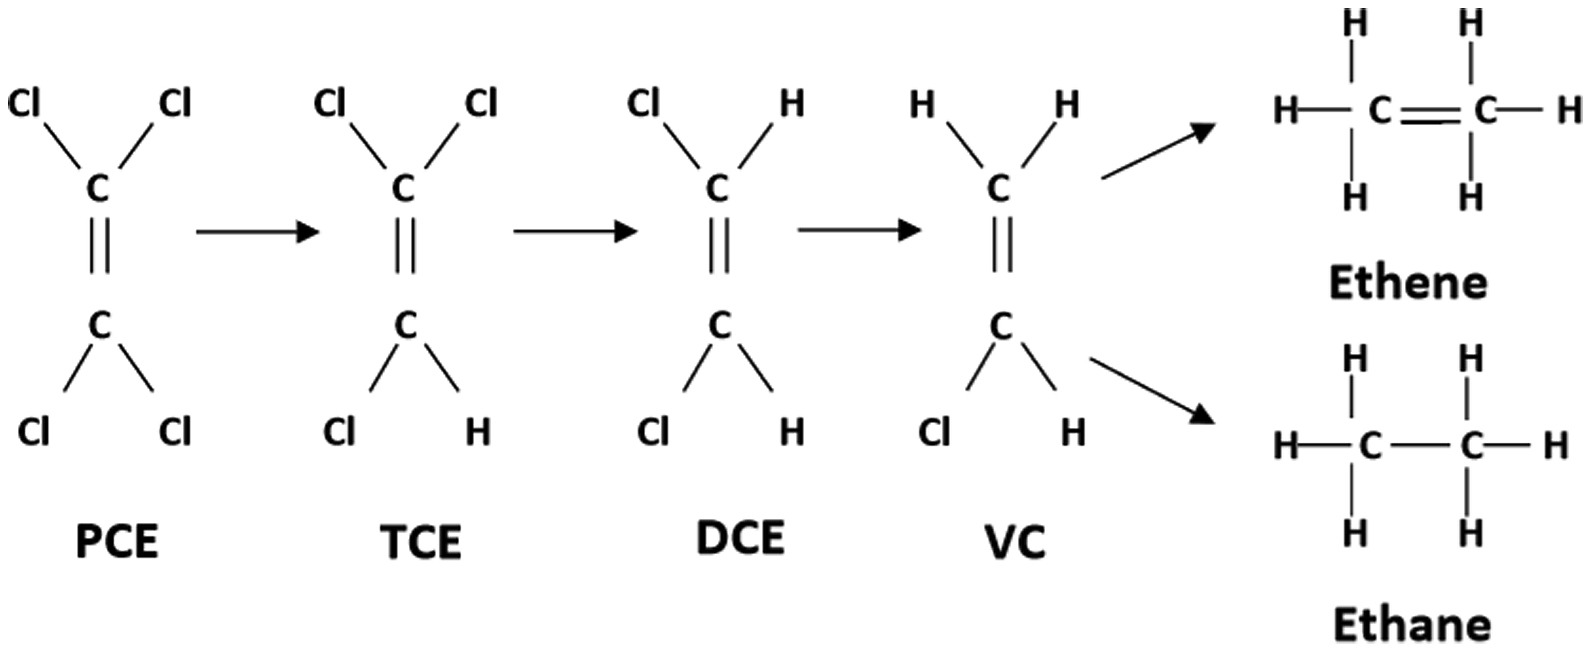 Cl Cl Cl Cl Cl H H H H H
C C C C H C C H
C C C C H H
Cl Cl Cl H Cl H Cl H Ethene
PCE TCE DCE VC
H H
H C C H
H H
Ethane